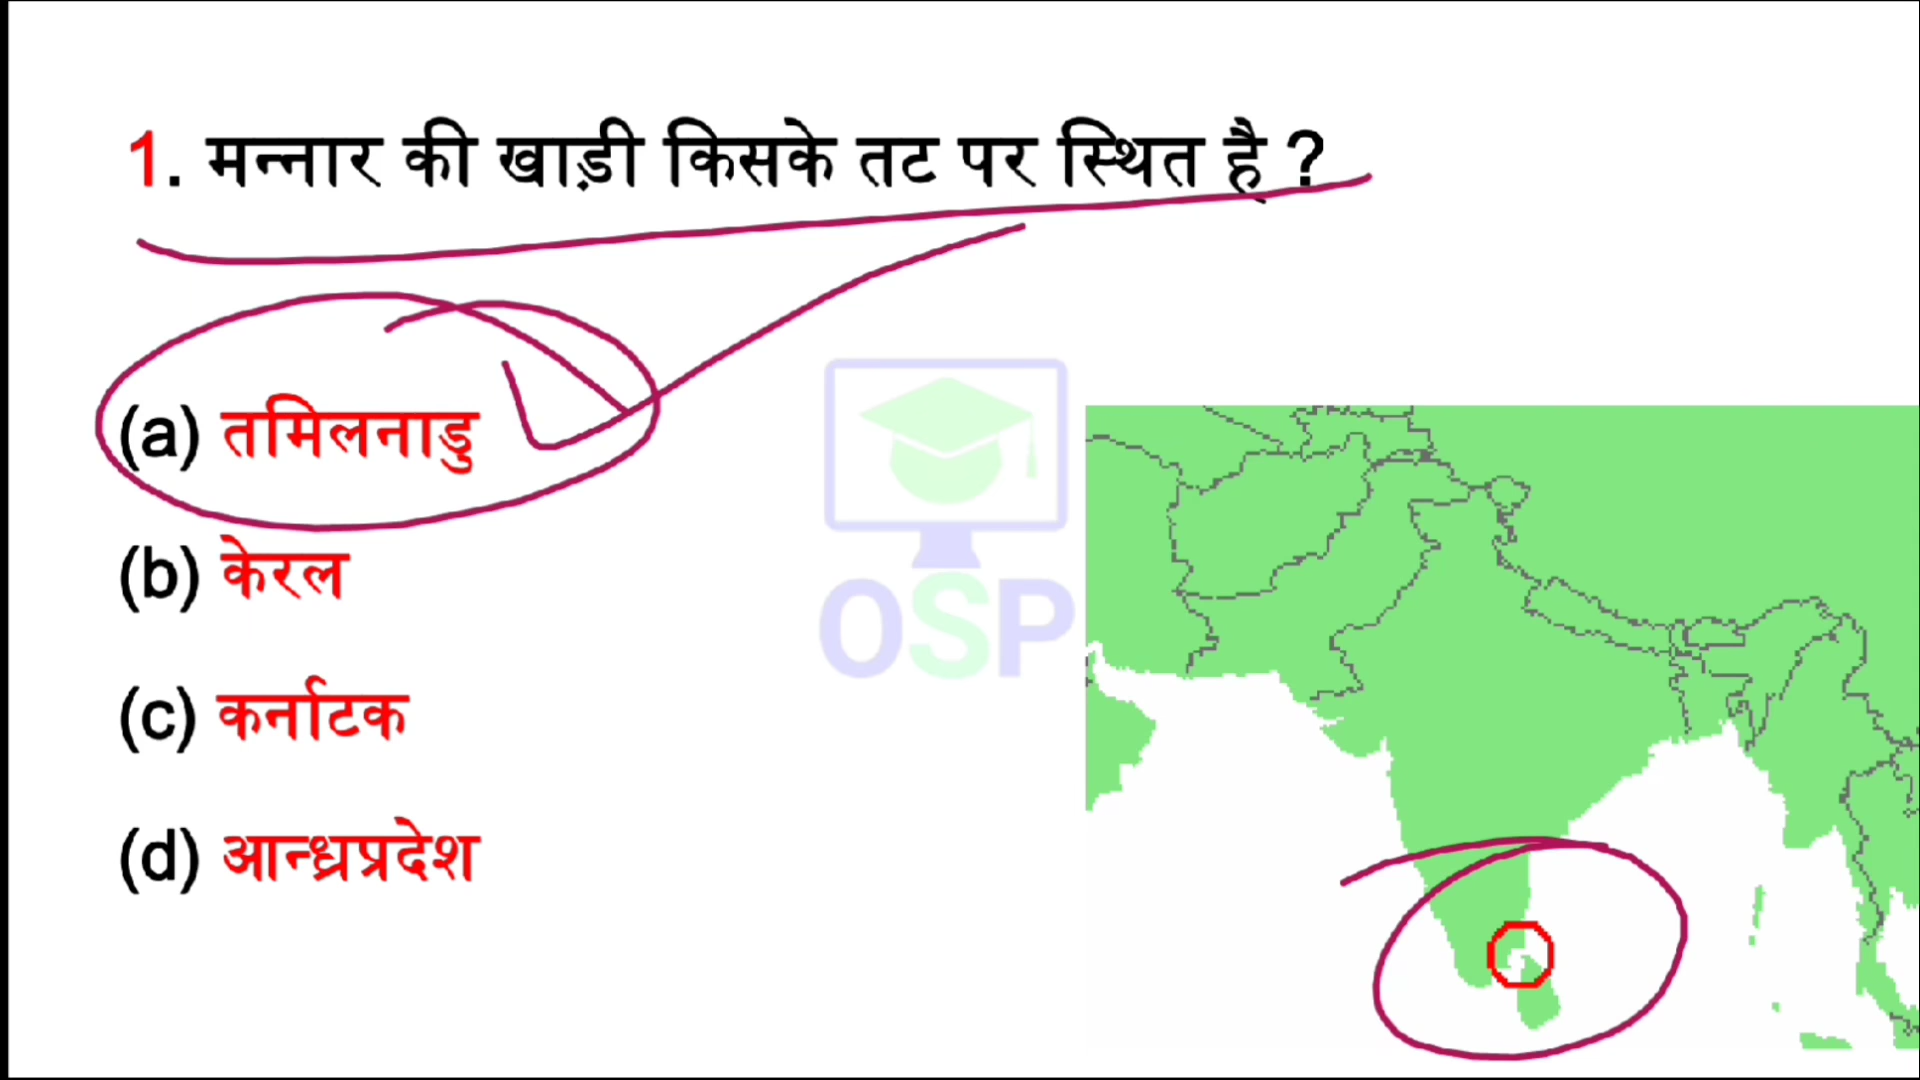 1. मन्नार की खाड़ी किसके तट पर स्थित है ?
(a) तमिलनाडु
(b) केरल
(c) कर्नाटक
(d) आन्ध्रप्रदेश
OSP